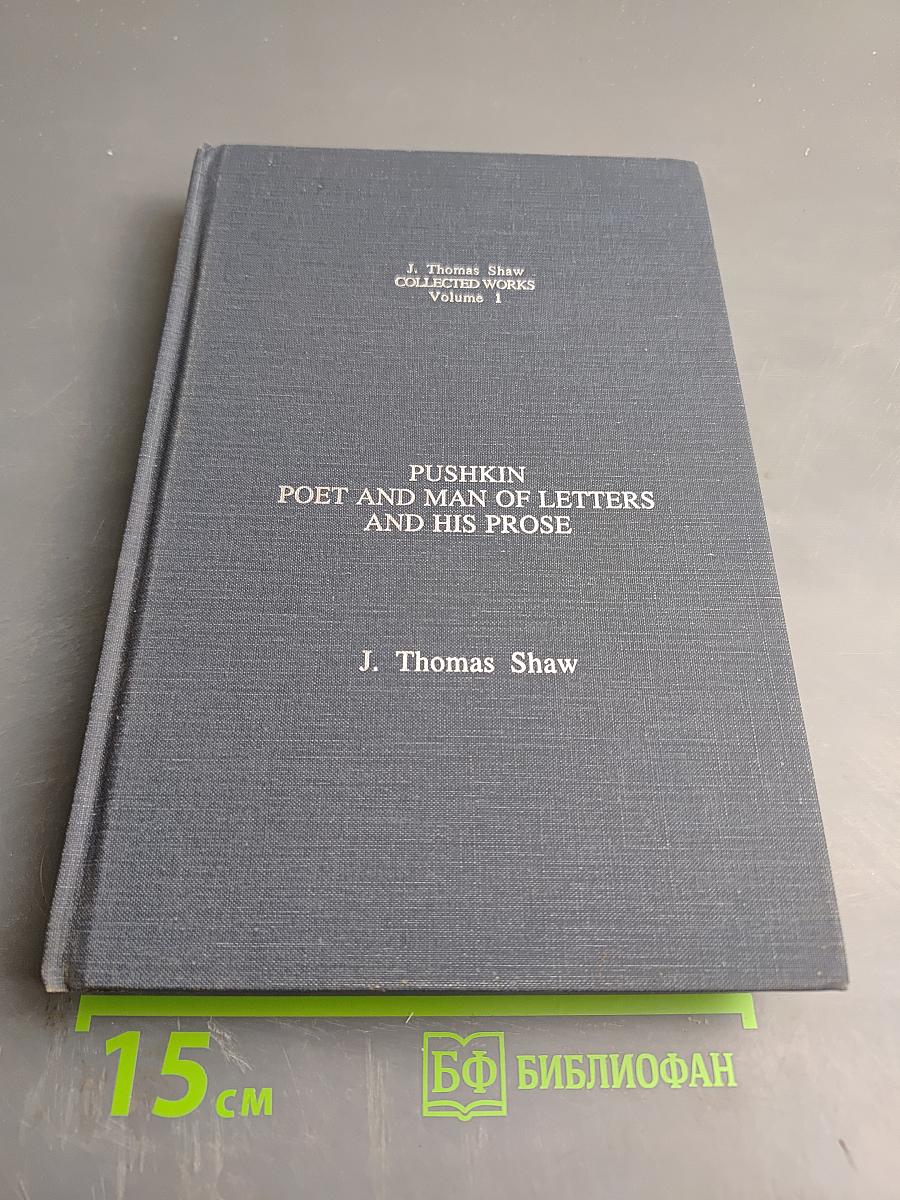 J. Thomas Shaw
COLLECTED WORKS
Volume 1
PUSHKIN
POET AND MAN OF LETTERS
AND HIS PROSE
J. Thomas Shaw
15 см
БФ БИБЛИОФАН